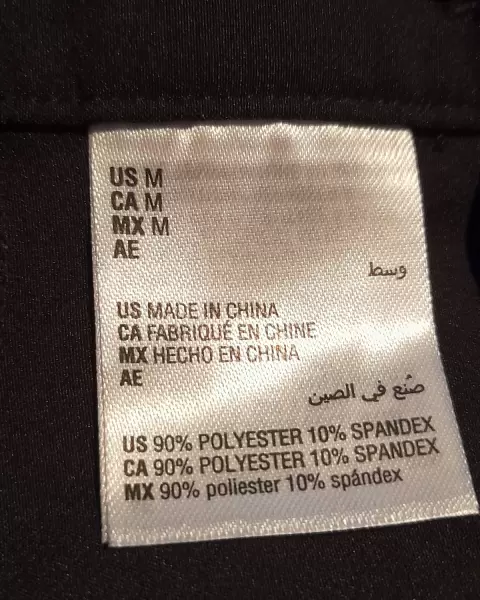 US M
CA M
MX M
AE
وسط
US MADE IN CHINA
CA FABRIQUÉ EN CHINE
MX HECHO EN CHINA
AE
صُنع في الصين
US 90% POLYESTER 10% SPANDEX
CA 90% POLYESTER 10% SPANDEX
MX 90% poliester 10% spándex